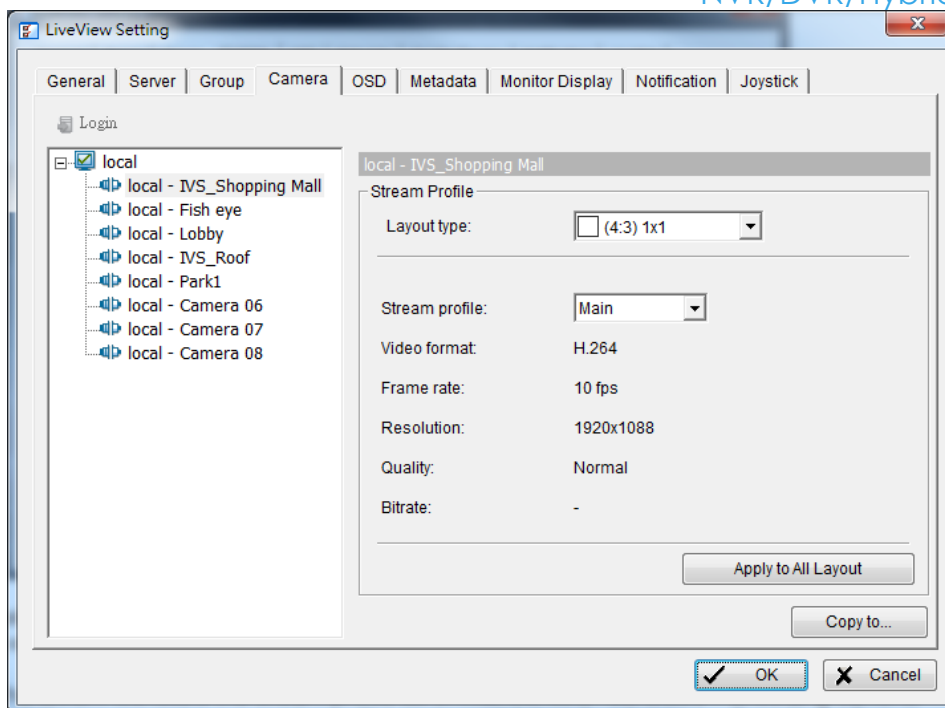 NVR/DVR/Hybrid
LiveView Setting
General Server Group Camera OSD Metadata Monitor Display Notification Joystick
Login
local
local - IVS_Shopping Mall
local - Fish eye
local - Lobby
local - IVS_Roof
local - Park1
local - Camera 06
local - Camera 07
local - Camera 08
local - IVS_Shopping Mall
Stream Profile
Layout type: (4:3) 1x1
Stream profile: Main
Video format: H.264
Frame rate: 10 fps
Resolution: 1920x1088
Quality: Normal
Bitrate: -
Apply to All Layout
Copy to...
OK Cancel